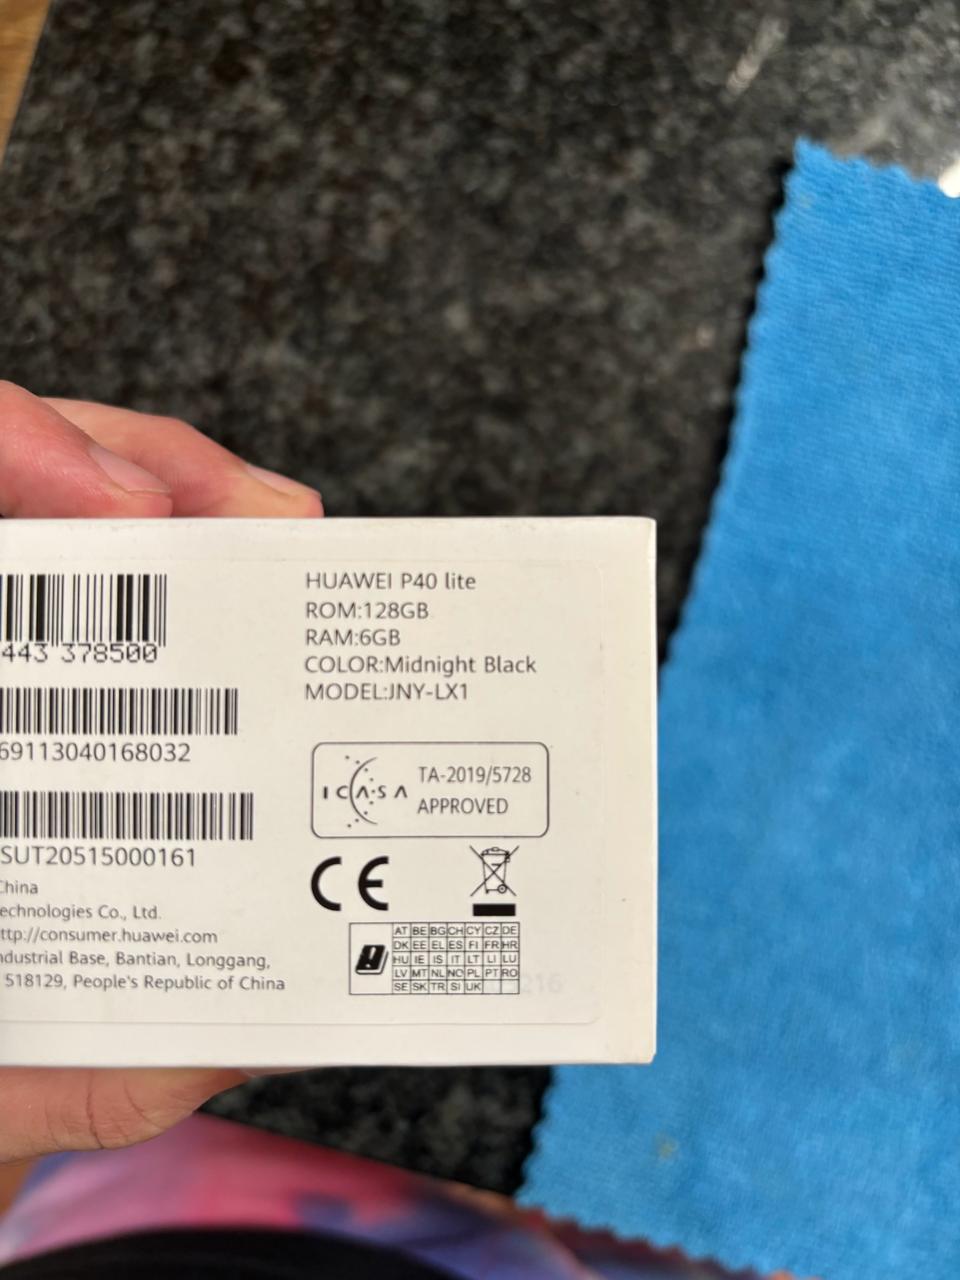 443 378500
69113040168032
SUT20515000161
China
echnologies Co., Ltd.
ttp://consumer.huawei.com
ndustrial Base, Bantian, Longgang,
518129, People's Republic of China
HUAWEI P40 lite
ROM:128GB
RAM:6GB
COLOR:Midnight Black
MODEL:JNY-LX1
ICASA
TA-2019/5728
APPROVED
CE
AT BE BG CH CY CZ DE
DK EE EL ES FI FR HR
HU IE IS IT LT LI LU
LV MT NL NO PL PT RO
SE SK TR SI UK